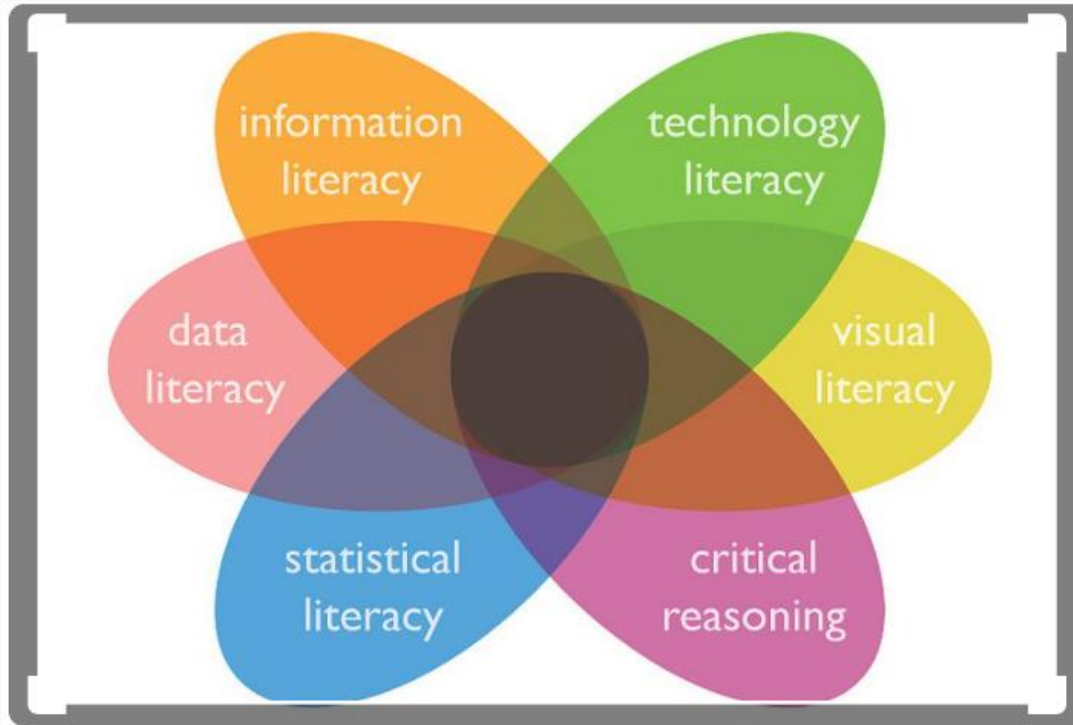 information
literacy
technology
literacy
data
literacy
visual
literacy
statistical
literacy
critical
reasoning